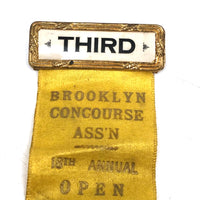 THIRD
BROOKLYN
CONCOURSE
ASS'N
18TH ANNUAL
OPEN